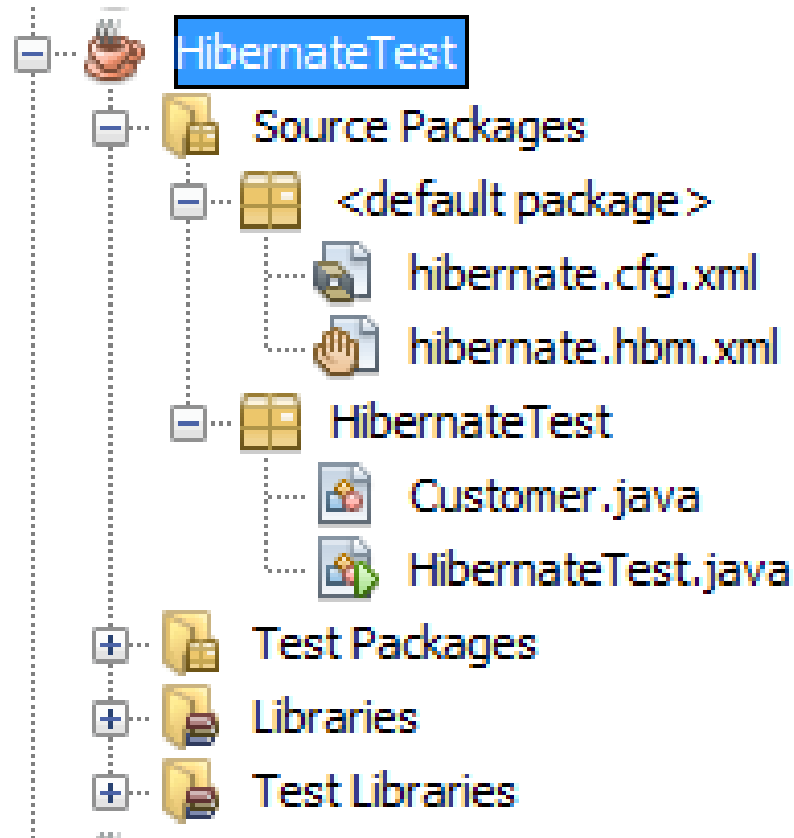 HibernateTest
Source Packages
<default package>
hibernate.cfg.xml
hibernate.hbm.xml
HibernateTest
Customer.java
HibernateTest.java
Test Packages
Libraries
Test Libraries